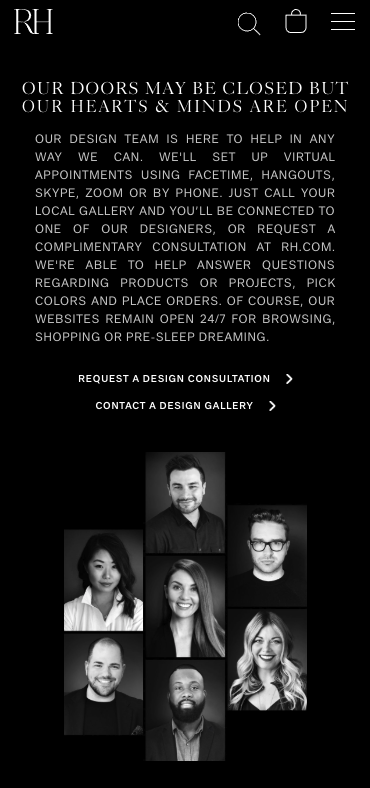 RH
OUR DOORS MAY BE CLOSED BUT
OUR HEARTS & MINDS ARE OPEN
OUR DESIGN TEAM IS HERE TO HELP IN ANY
WAY WE CAN. WE'LL SET UP VIRTUAL
APPOINTMENTS USING FACETIME, HANGOUTS,
SKYPE, ZOOM OR BY PHONE. JUST CALL YOUR
LOCAL GALLERY AND YOU'LL BE CONNECTED TO
ONE OF OUR DESIGNERS, OR REQUEST A
COMPLIMENTARY CONSULTATION AT RH.COM.
WE'RE ABLE TO HELP ANSWER QUESTIONS
REGARDING PRODUCTS OR PROJECTS, PICK
COLORS AND PLACE ORDERS. OF COURSE, OUR
WEBSITES REMAIN OPEN 24/7 FOR BROWSING,
SHOPPING OR PRE-SLEEP DREAMING.
REQUEST A DESIGN CONSULTATION
CONTACT A DESIGN GALLERY